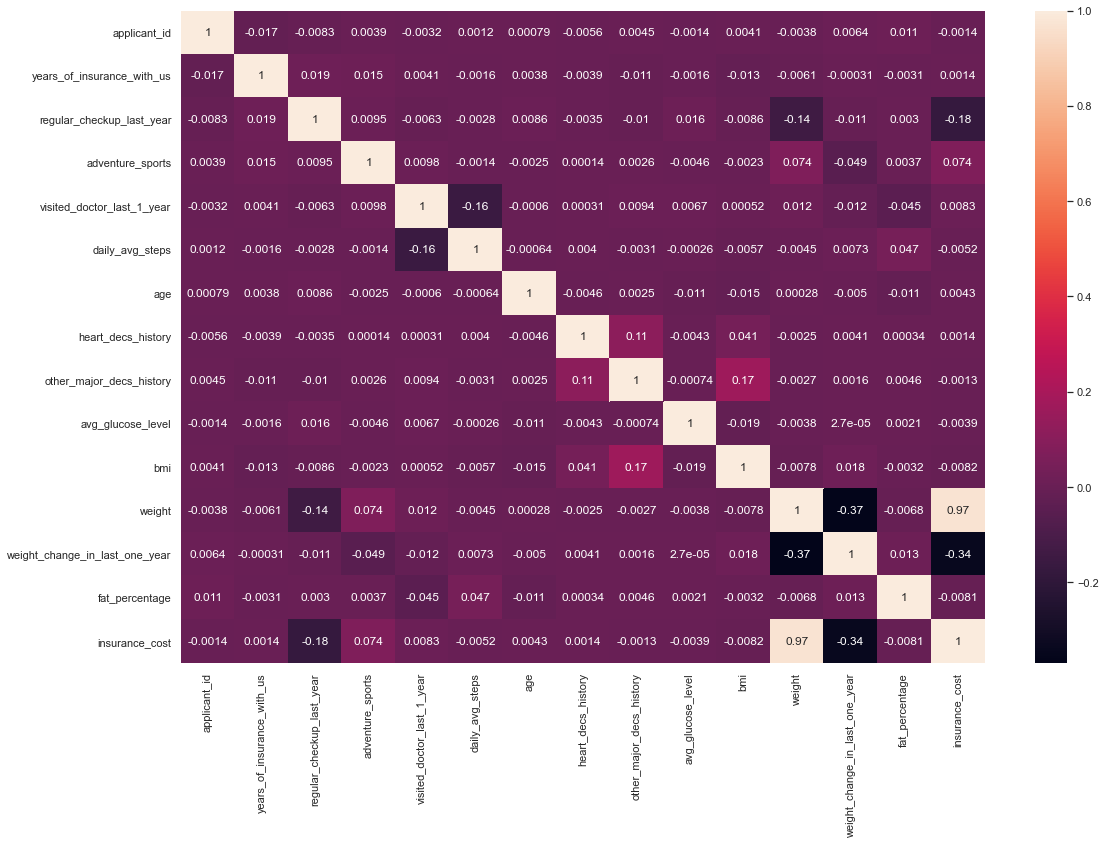 applicant_id 1 -0.017 -0.0083 0.0039 -0.0032 0.0012 0.00079 -0.0056 0.0045 -0.0014 0.0041 -0.0038 0.0064 0.011 -0.0014
years_of_insurance_with_us -0.017 1 0.019 0.015 0.0041 -0.0016 0.0038 -0.0039 -0.011 -0.0016 -0.013 -0.0061 -0.00031 -0.0031 0.0014
regular_checkup_last_year -0.0083 0.019 1 0.0095 -0.0063 -0.0028 0.0086 -0.0035 -0.01 0.016 -0.0086 -0.14 -0.011 0.003 -0.18
adventure_sports 0.0039 0.015 0.0095 1 0.0098 -0.0014 -0.0025 0.00014 0.0026 -0.0046 -0.0023 0.074 -0.049 0.0037 0.074
visited_doctor_last_1_year -0.0032 0.0041 -0.0063 0.0098 1 -0.16 -0.0006 0.00031 0.0094 0.0067 0.00052 0.012 -0.012 -0.045 0.0083
daily_avg_steps 0.0012 -0.0016 -0.0028 -0.0014 -0.16 1 -0.00064 0.004 -0.0031 -0.00026 -0.0057 -0.0045 0.0073 0.047 -0.0052
age 0.00079 0.0038 0.0086 -0.0025 -0.0006 -0.00064 1 -0.0046 0.0025 -0.011 -0.015 0.00028 -0.005 -0.011 0.0043
heart_decs_history -0.0056 -0.0039 -0.0035 0.00014 0.00031 0.004 -0.0046 1 0.11 -0.0043 0.041 -0.0025 0.0041 0.00034 0.0014
other_major_decs_history 0.0045 -0.011 -0.01 0.0026 0.0094 -0.0031 0.0025 0.11 1 -0.00074 0.17 -0.0027 0.0016 0.0046 -0.0013
avg_glucose_level -0.0014 -0.0016 0.016 -0.0046 0.0067 -0.00026 -0.011 -0.0043 -0.00074 1 -0.019 -0.0038 2.7e-05 0.0021 -0.0039
bmi 0.0041 -0.013 -0.0086 -0.0023 0.00052 -0.0057 -0.015 0.041 0.17 -0.019 1 -0.0078 0.018 -0.0032 -0.0082
weight -0.0038 -0.0061 -0.14 0.074 0.012 -0.0045 0.00028 -0.0025 -0.0027 -0.0038 -0.0078 1 -0.37 -0.0068 0.97
weight_change_in_last_one_year 0.0064 -0.00031 -0.011 -0.049 -0.012 0.0073 -0.005 0.0041 0.0016 2.7e-05 0.018 -0.37 1 0.013 -0.34
fat_percentage 0.011 -0.0031 0.003 0.0037 -0.045 0.047 -0.011 0.00034 0.0046 0.0021 -0.0032 -0.0068 0.013 1 -0.0081
insurance_cost -0.0014 0.0014 -0.18 0.074 0.0083 -0.0052 0.0043 0.0014 -0.0013 -0.0039 -0.0082 0.97 -0.34 -0.0081 1
applicant_id
years_of_insurance_with_us
regular_checkup_last_year
adventure_sports
visited_doctor_last_1_year
daily_avg_steps
age
heart_decs_history
other_major_decs_history
avg_glucose_level
bmi
weight
weight_change_in_last_one_year
fat_percentage
insurance_cost
1.0
0.8
0.6
0.4
0.2
0.0
−0.2